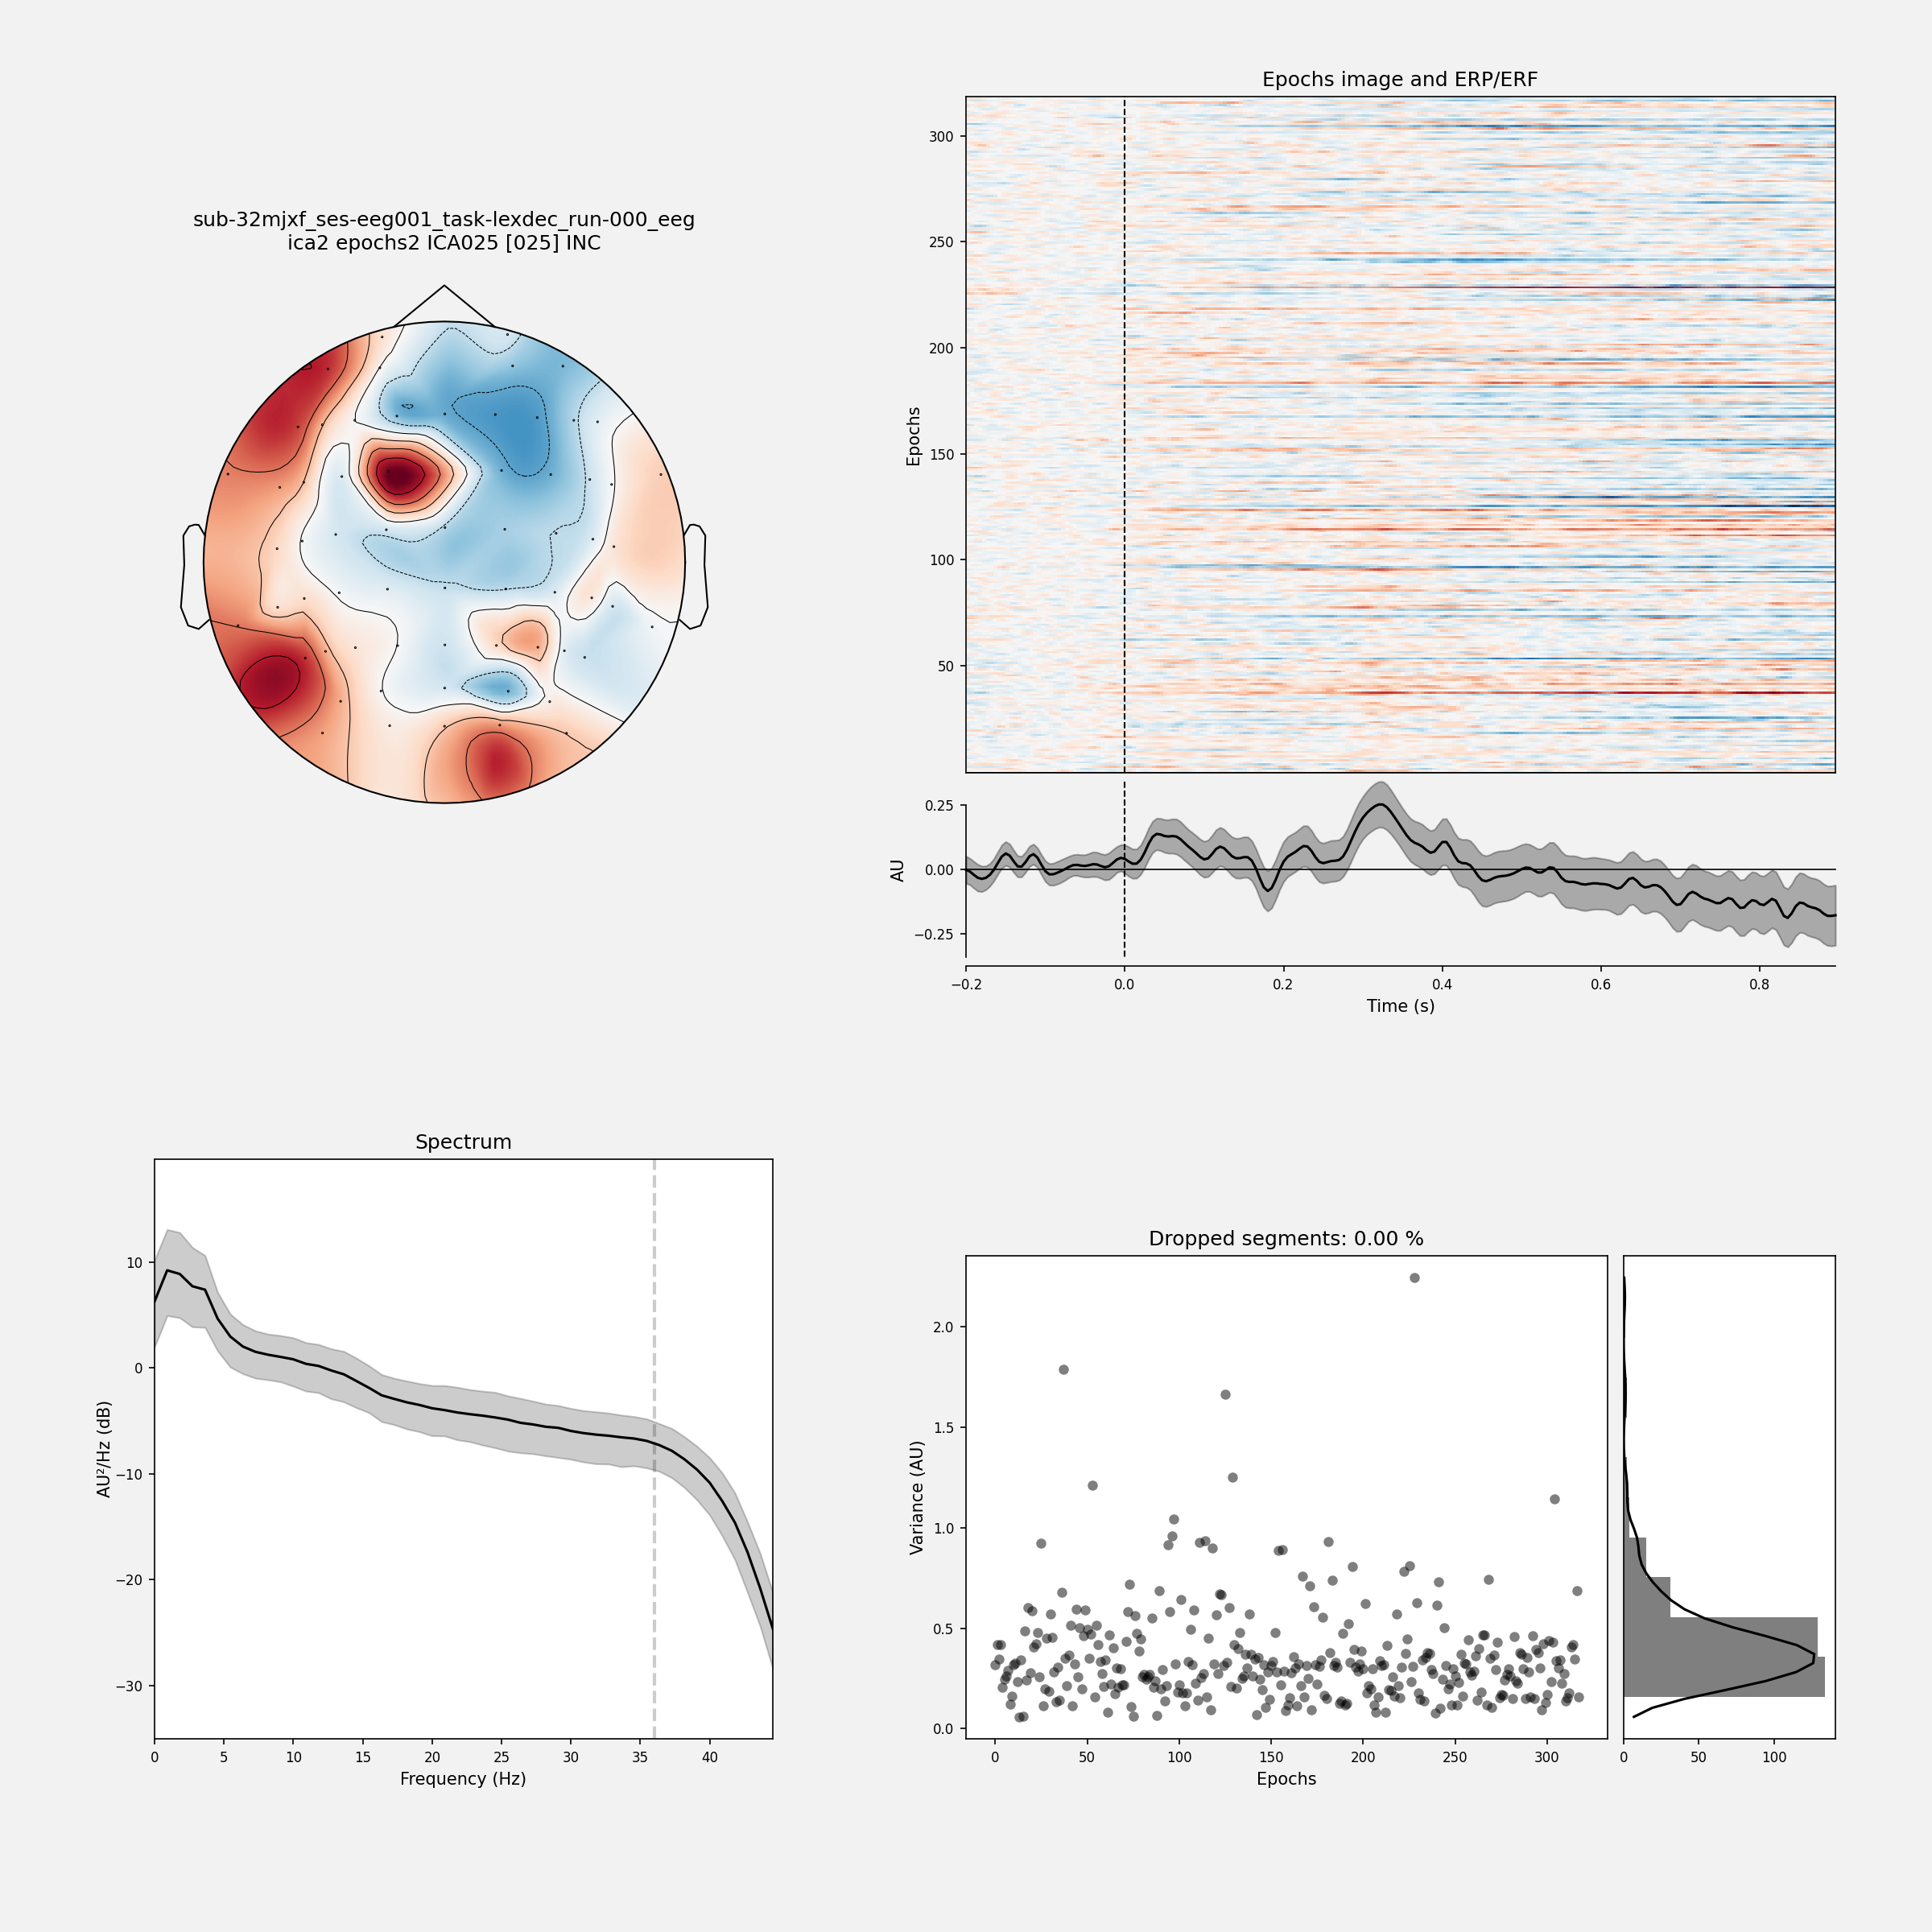 sub-32mjxf_ses-eeg001_task-lexdec_run-000_eeg
ica2 epochs2 ICA025 [025] INC
Epochs image and ERP/ERF
300
250
200
150
100
50
Epochs
0.25
0.00
−0.25
AU
−0.2 0.0 0.2 0.4 0.6 0.8
Time (s)
Spectrum
10
0
−10
−20
−30
AU²/Hz (dB)
0 5 10 15 20 25 30 35 40
Frequency (Hz)
Dropped segments: 0.00 %
2.0
1.5
1.0
0.5
0.0
Variance (AU)
0 50 100 150 200 250 300
Epochs
0 50 100